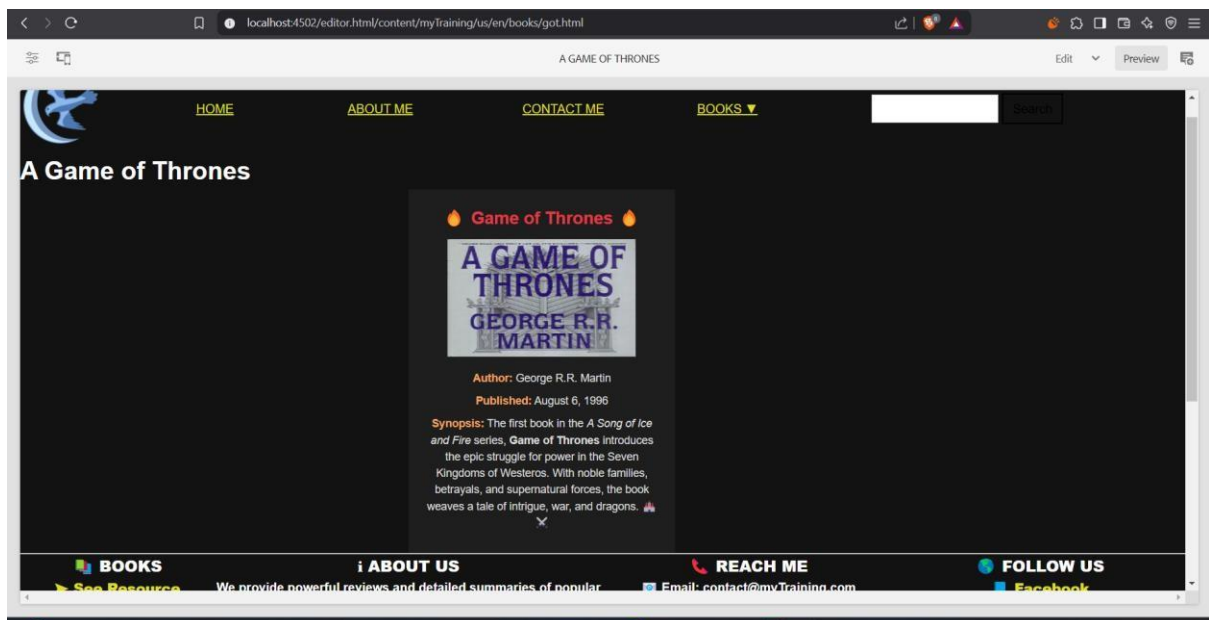 localhost:4502/editor.html/content/myTraining/us/en/books/got.html
A GAME OF THRONES
Edit
Preview
HOME ABOUT ME CONTACT ME BOOKS ▼ Search
A Game of Thrones
🔥 Game of Thrones 🔥
A GAME OF
THRONES
GEORGE R.R.
MARTIN
Author: George R.R. Martin
Published: August 6, 1996
Synopsis: The first book in the A Song of Ice
and Fire series, Game of Thrones introduces
the epic struggle for power in the Seven
Kingdoms of Westeros. With noble families,
betrayals, and supernatural forces, the book
weaves a tale of intrigue, war, and dragons. 🏰
⚔️
📚 BOOKS ℹ ABOUT US 📞 REACH ME 🌎 FOLLOW US
➤ See Resource We provide powerful reviews and detailed summaries of popular 📧 Email: contact@myTraining.com 📘 Facebook